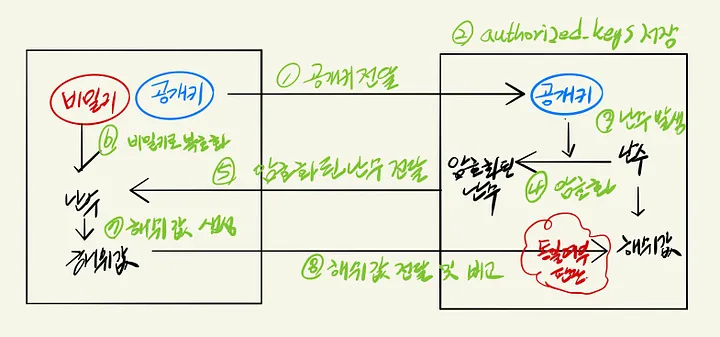 ② authorized_keys 저장
비밀키
공개키
① 공개키 전달
공개키
⑥ 비밀키로 복호화
⑤ 암호화된 난수 전달
암호화된
난수
③ 난수 발생
난수
④ 암호화
난수
⑦ 해쉬값 생성
해쉬값
⑧ 해쉬값 전달 및 비교
동일여부
판단
해쉬값